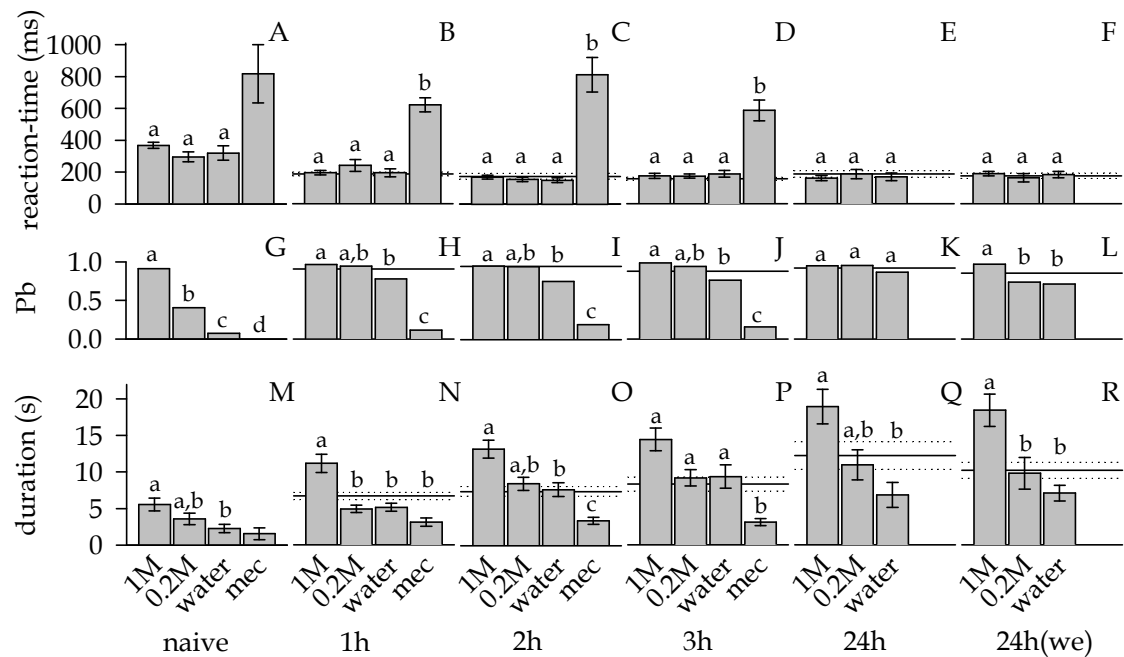 A B C D E F
reaction-time (ms)
1000
800
600
400
200
0
a a a
a a a b
a a a b
a a a b
a a a
a a a
G H I J K L
Pb
1.0
0.5
0.0
a b c d
a a,b b c
a a,b b c
a a,b b c
a a a
a b b
M N O P Q R
duration (s)
20
15
10
5
0
a a,b b
a b b b
a a,b b c
a a a b
a a,b b
a b b
1M 0.2M water mec 1M 0.2M water mec 1M 0.2M water mec 1M 0.2M water mec 1M 0.2M water 1M 0.2M water
naive 1h 2h 3h 24h 24h(we)